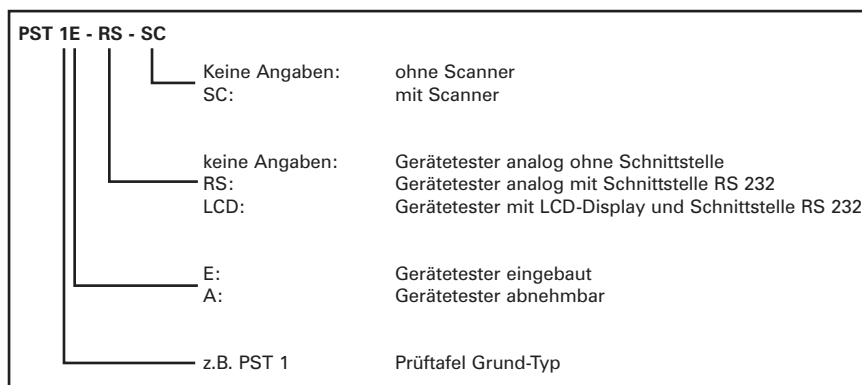 PST 1E - RS - SC
Keine Angaben: ohne Scanner
SC: mit Scanner
keine Angaben: Gerätetester analog ohne Schnittstelle
RS: Gerätetester analog mit Schnittstelle RS 232
LCD: Gerätetester mit LCD-Display und Schnittstelle RS 232
E: Gerätetester eingebaut
A: Gerätetester abnehmbar
z.B. PST 1 Prüftafel Grund-Typ